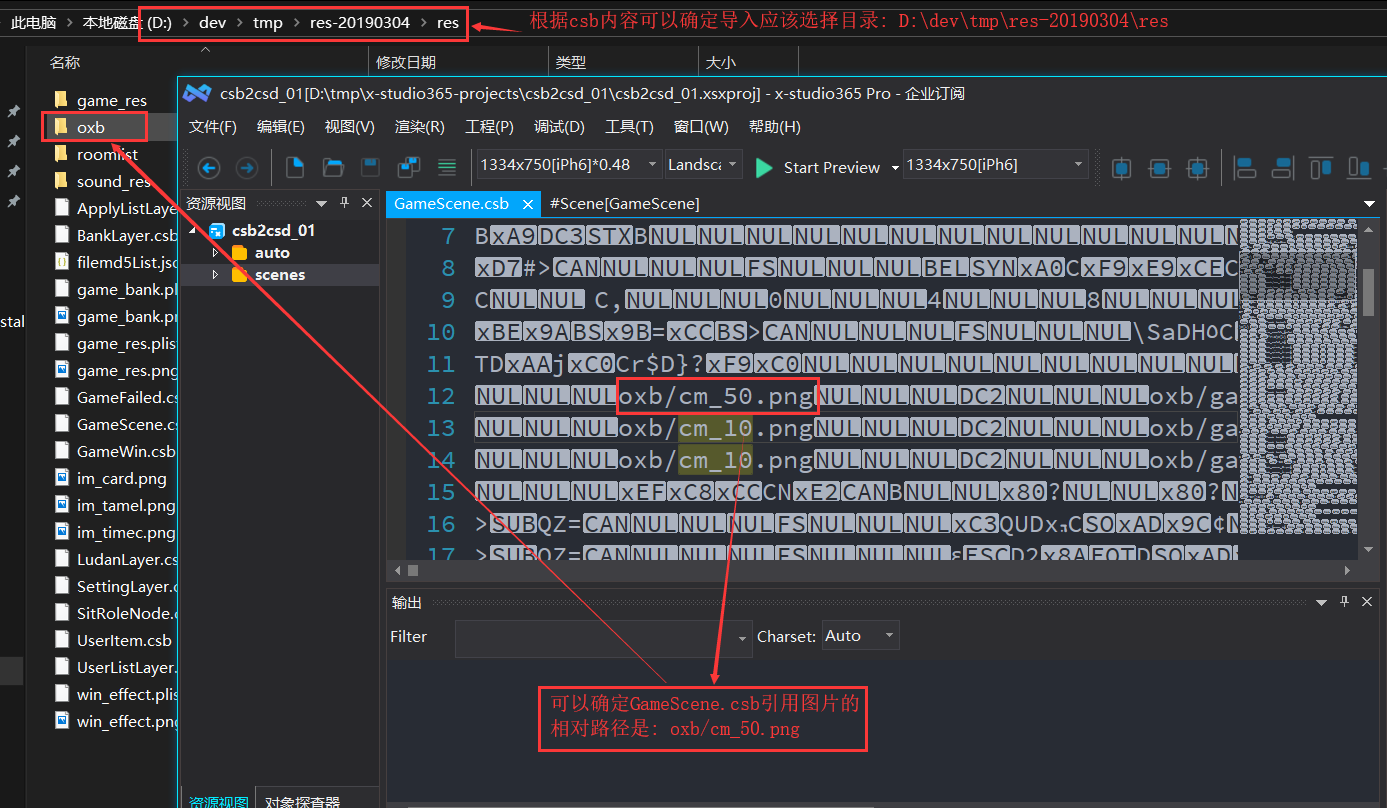 此电脑 › 本地磁盘 (D:) › dev › tmp › res-20190304 › res
根据csb内容可以确定导入应该选择目录: D:\dev\tmp\res-20190304\res
名称 修改日期 类型 大小
game_res
oxb
roomlist
sound_res
ApplyListLaye
BankLayer.csb
filemd5List.jsc
game_bank.pl
game_bank.pr
game_res.plis
game_res.png
GameFailed.cs
GameScene.cs
GameWin.csb
im_card.png
im_tamel.png
im_timec.png
LudanLayer.cs
SettingLayer.c
SitRoleNode.c
UserItem.csb
UserListLayer.
win_effect.plis
win_effect.png
stal
csb2csd_01[D:\tmp\x-studio365-projects\csb2csd_01\csb2csd_01.xsxproj] - x-studio365 Pro - 企业订阅
文件(F) 编辑(E) 视图(V) 渲染(R) 工程(P) 调试(D) 工具(T) 窗口(W) 帮助(H)
1334x750[iPh6]*0.48 Landsca Start Preview 1334x750[iPh6]
资源视图
csb2csd_01
auto
scenes
GameScene.csb #Scene[GameScene]
7 BxA9DC3STXBNULNULNULNULNULNULNULNULNULNULNULNUL
8 xD7#>CANNULNULNULFSNULNULNULBELSYNxA0CxF9xE9xCEC
9 CNULNUL C,NULNULNUL0NULNULNUL4NULNULNUL8NULNULNUL
10 xBEx9ABSx9B=xCCBS>CANNULNULNULFSNULNULNUL\SaDHOC
11 TDxAAjxC0Cr$D}?xF9xC0NULNULNULNULNULNULNULNULNUL
12 NULNULNULoxb/cm_50.pngNULNULNULDC2NULNULNULoxb/ga
13 NULNULNULoxb/cm_10.pngNULNULNULDC2NULNULNULoxb/ga
14 NULNULNULoxb/cm_10.pngNULNULNULDC2NULNULNULoxb/ga
15 NULNULNULxEFxC8xCCCNxE2CANBNULNULx80?NULNULx80?N
16 >SUBQZ=CANNULNULNULFSNULNULNULxC3QUDxCSOxADx9C¢N
17 >SUBQZ=CANNULNULNULFSNULNULNULεESCD2x8AEOTDSOxAD
输出
Filter Charset: Auto
可以确定GameScene.csb引用图片的
相对路径是: oxb/cm_50.png
资源视图 对象探查器